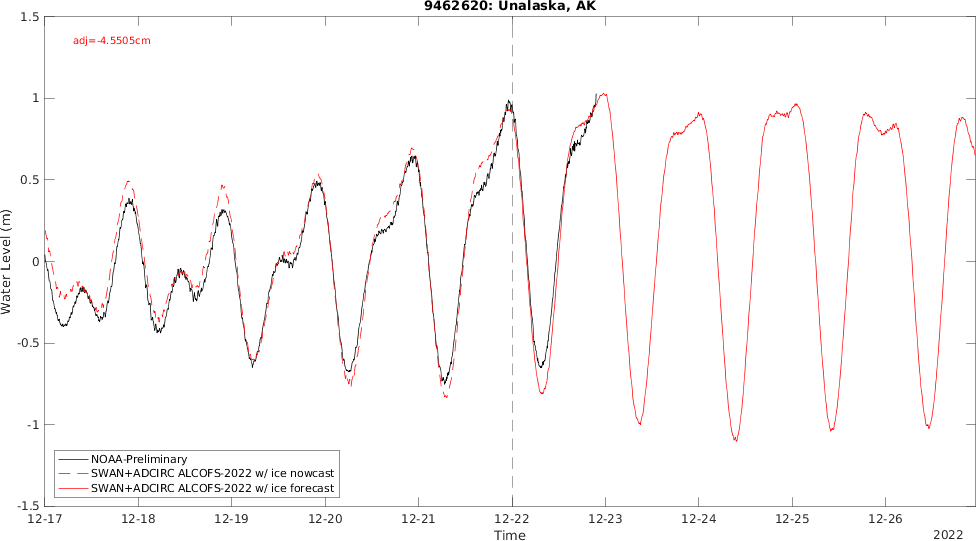 9462620: Unalaska, AK
adj=-4.5505cm
1.5
1
0.5
0
-0.5
-1
-1.5
Water Level (m)
NOAA-Preliminary
SWAN+ADCIRC ALCOFS-2022 w/ ice nowcast
SWAN+ADCIRC ALCOFS-2022 w/ ice forecast
12-17 12-18 12-19 12-20 12-21 12-22 12-23 12-24 12-25 12-26
Time
2022